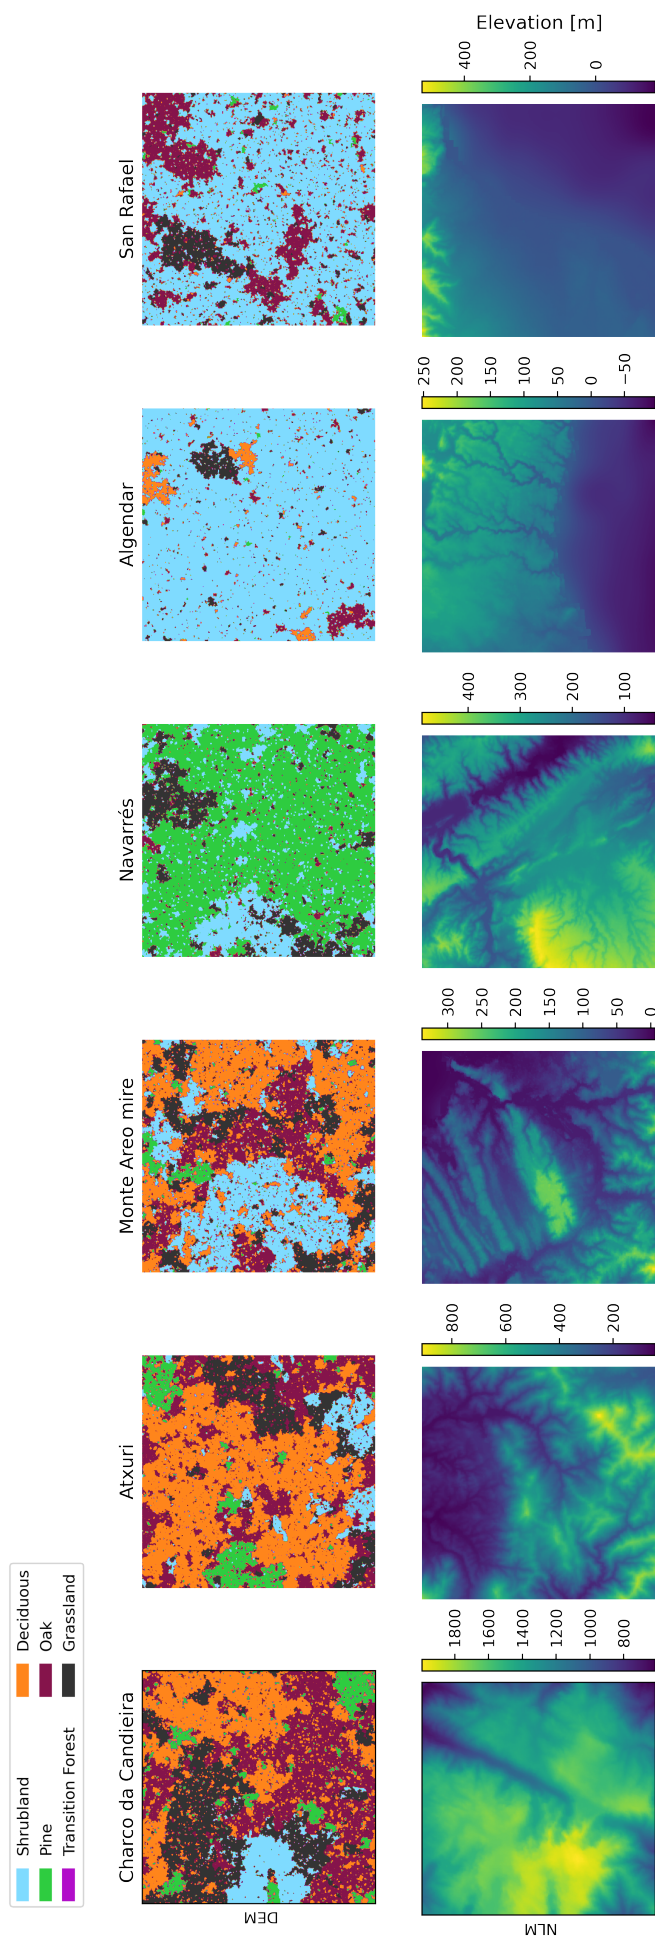 Shrubland Deciduous
Pine Oak
Transition Forest Grassland
Charco da Candieira
Atxuri
Monte Areo mire
Navarrés
Algendar
San Rafael
DEM
NLM
1800
1600
1400
1200
1000
800
800
600
400
200
300
250
200
150
100
50
0
400
300
200
100
250
200
150
100
50
0
−50
400
200
0
Elevation [m]